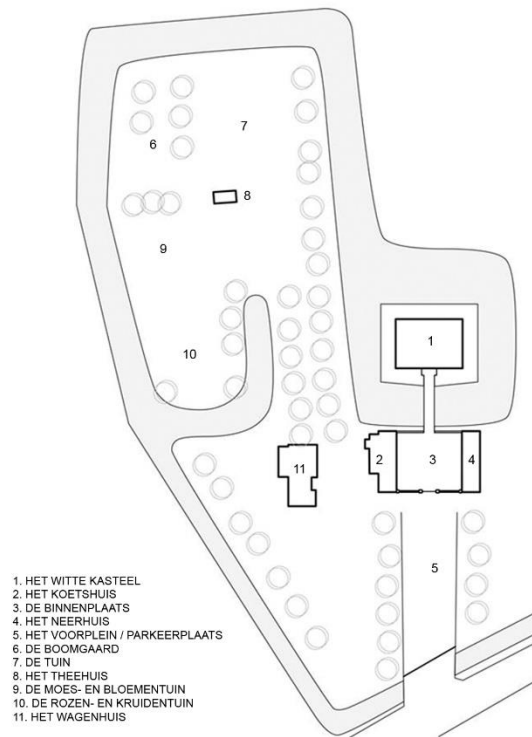 7
6
8
9
1
10
2
3
4
11
5
1. HET WITTE KASTEEL
2. HET KOETSHUIS
3. DE BINNENPLAATS
4. HET NEERHUIS
5. HET VOORPLEIN / PARKEERPLAATS
6. DE BOOMGAARD
7. DE TUIN
8. HET THEEHUIS
9. DE MOES- EN BLOEMENTUIN
10. DE ROZEN- EN KRUIDENTUIN
11. HET WAGENHUIS